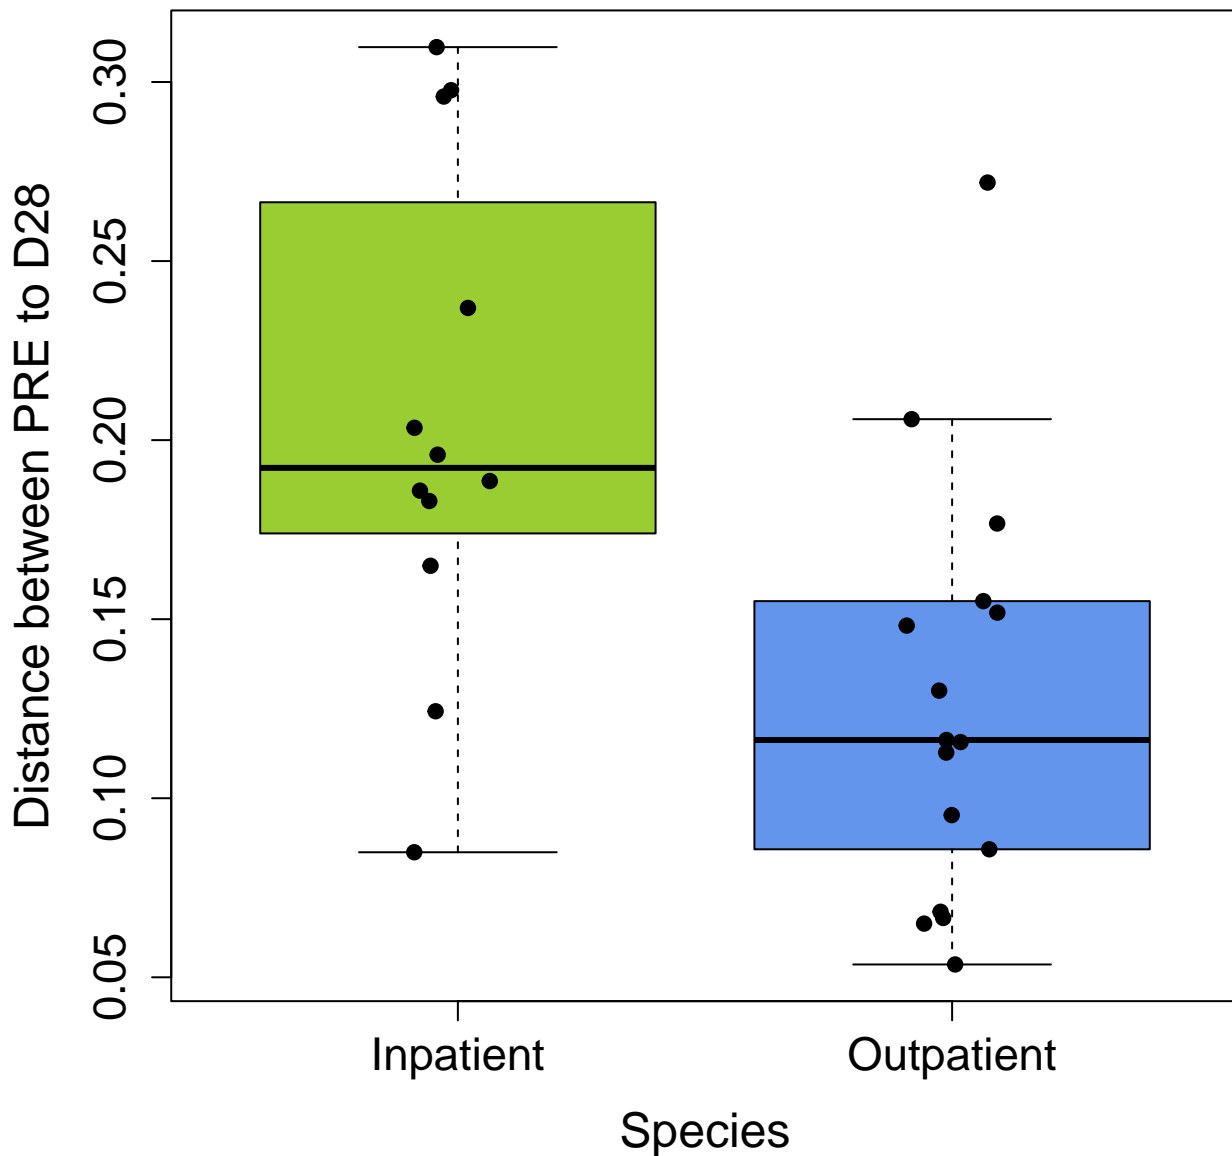 Distance between PRE to D28
0.30
0.25
0.20
0.15
0.10
0.05
Inpatient
Outpatient
Species